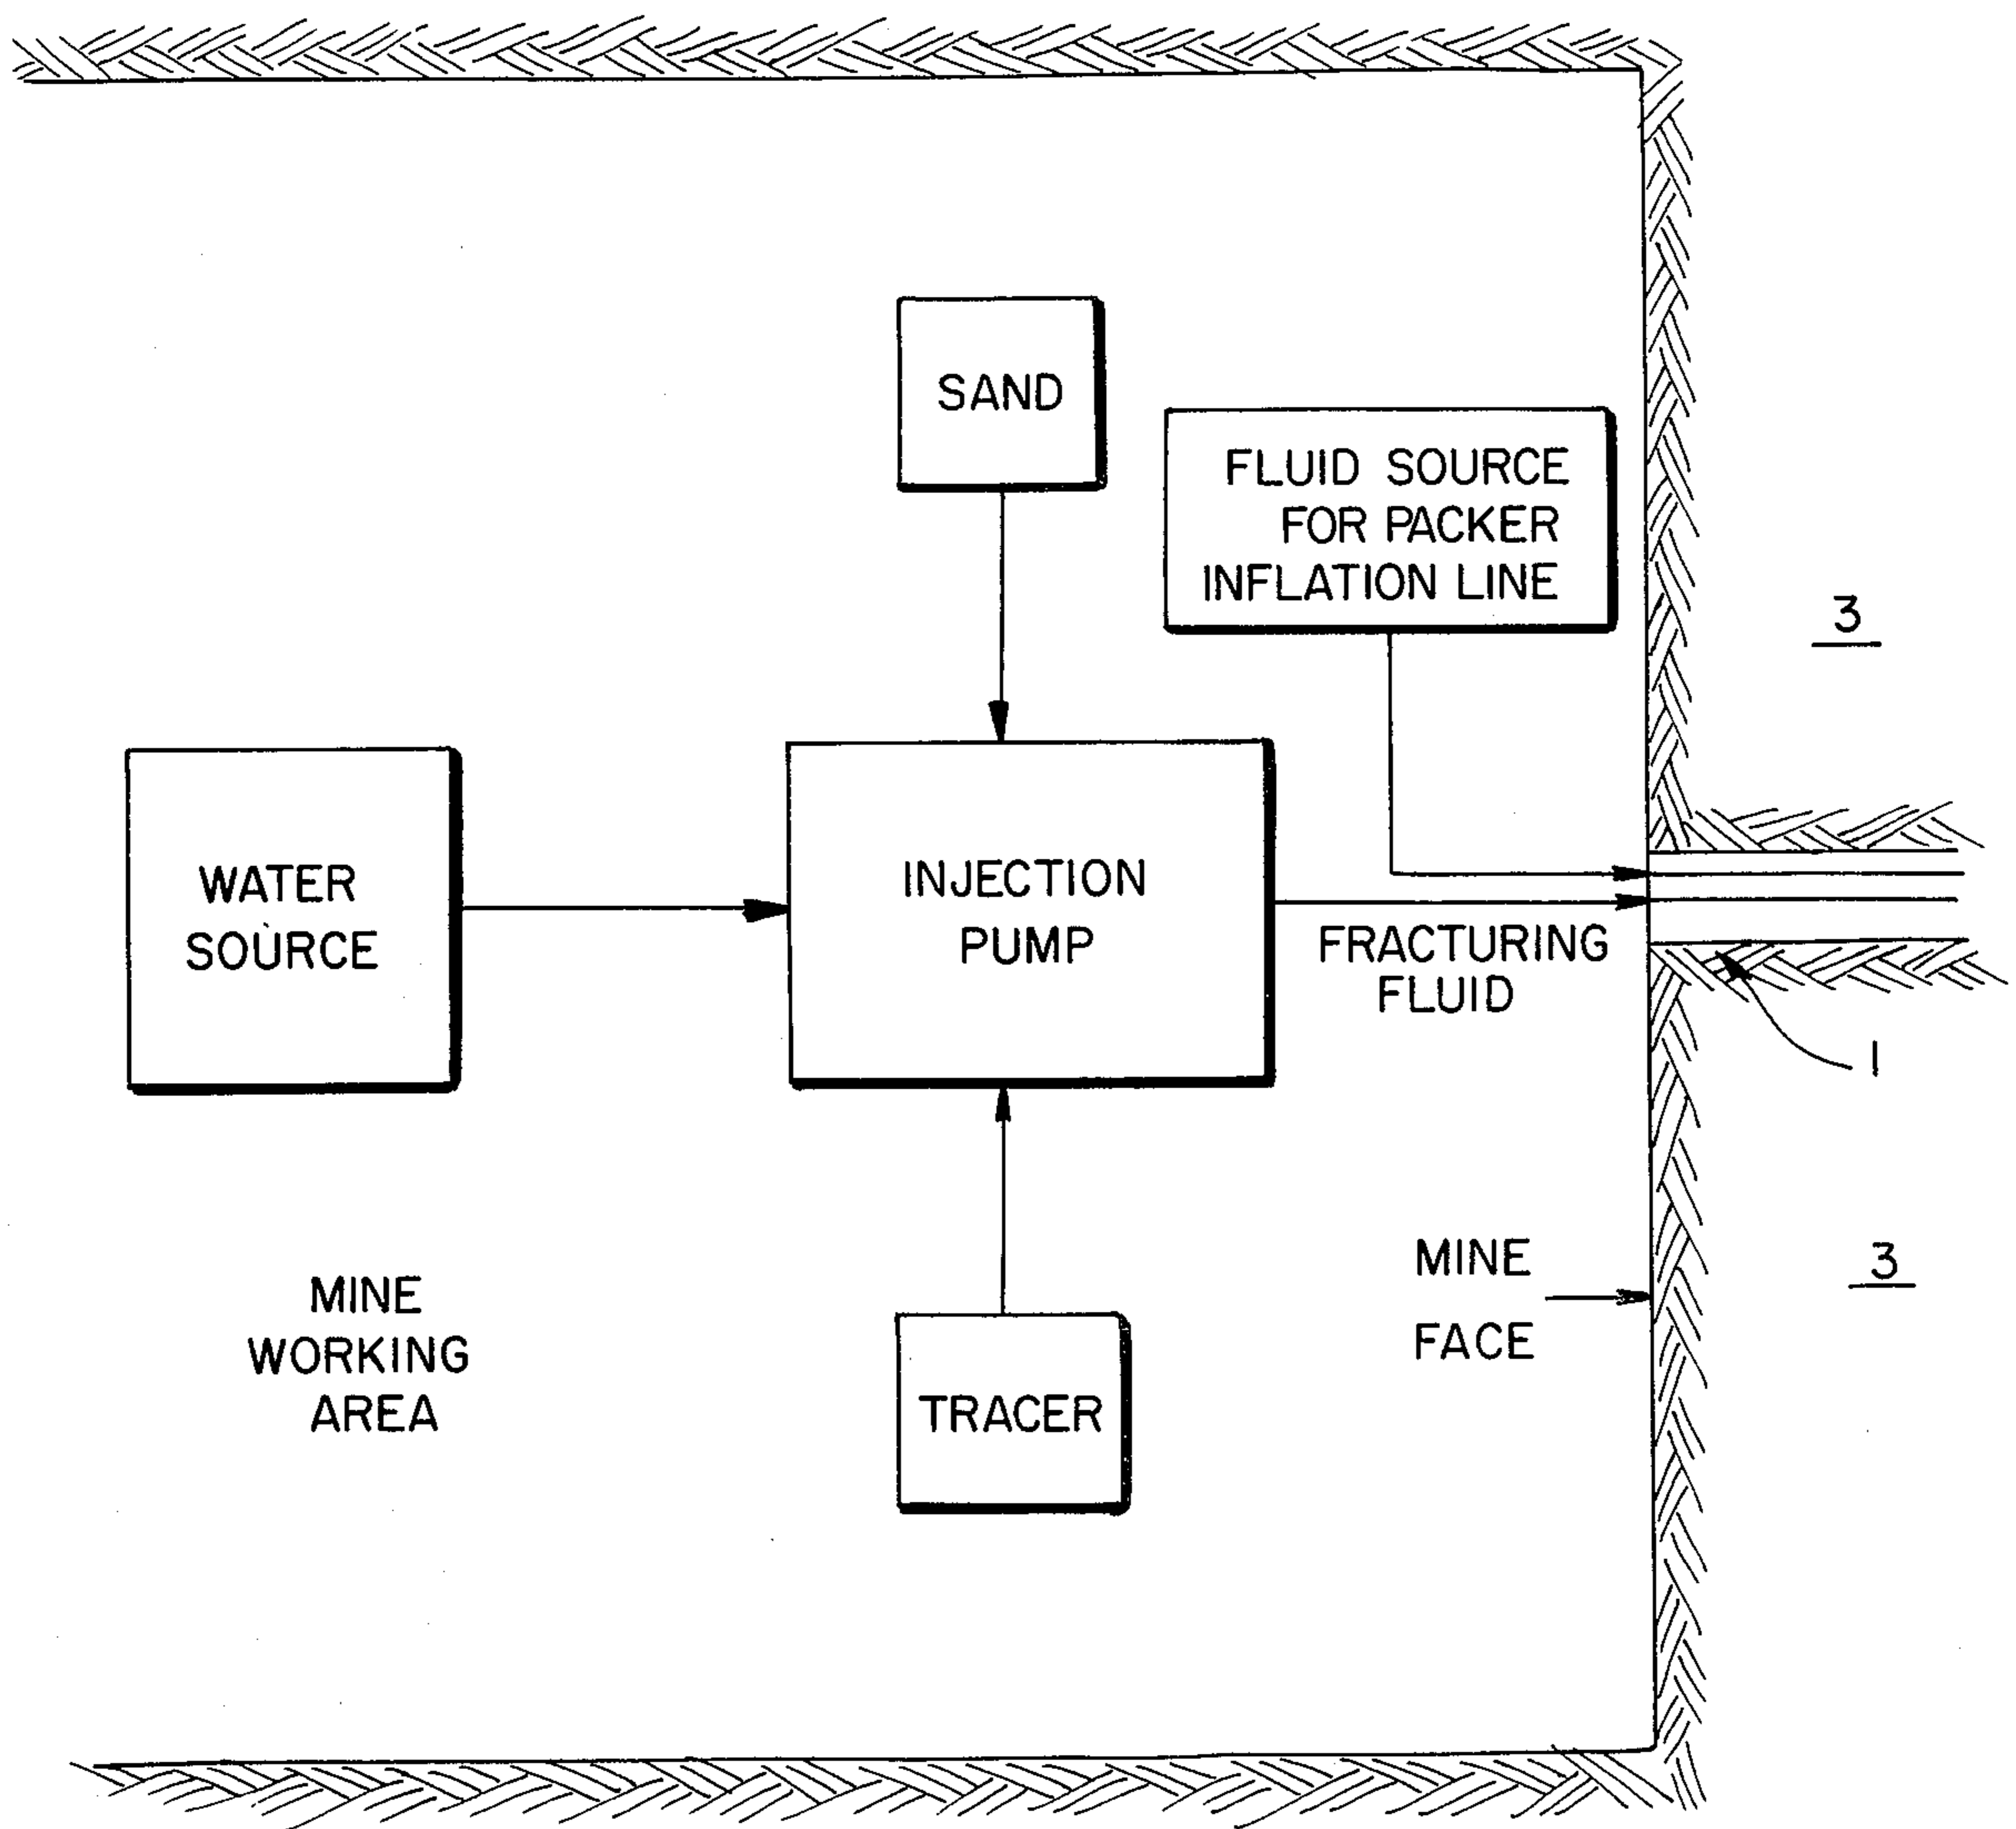 SAND
FLUID SOURCE
FOR PACKER
INFLATION LINE
3
WATER
SOURCE
INJECTION
PUMP
FRACTURING
FLUID
1
MINE
FACE
3
MINE
WORKING
AREA
TRACER